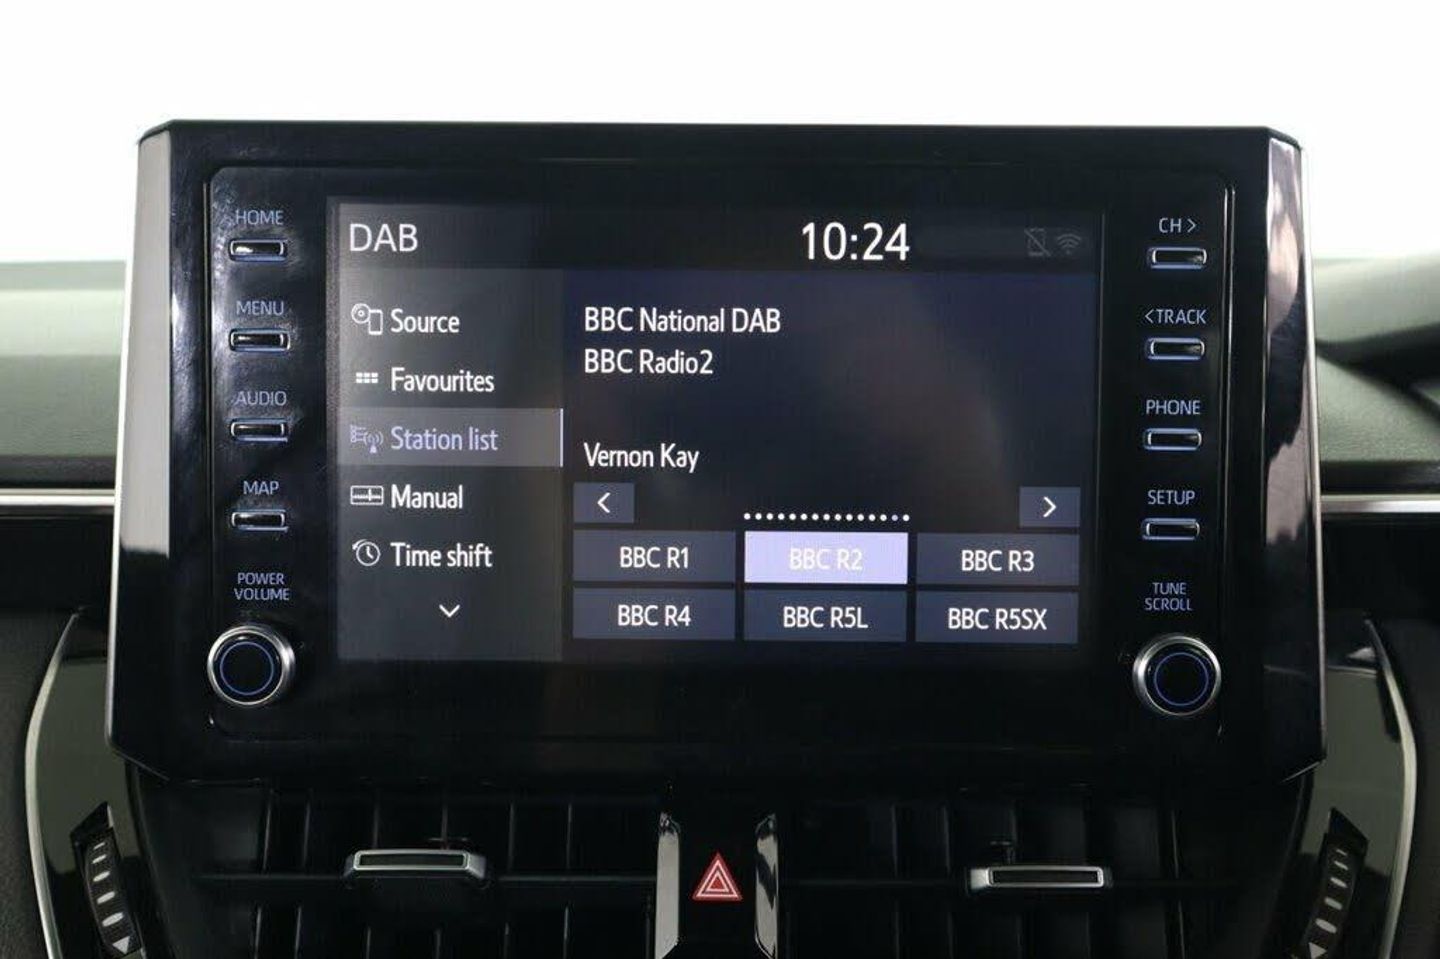 HOME
MENU
AUDIO
MAP
POWER
VOLUME
DAB
10:24
Source
Favourites
Station list
Manual
Time shift
BBC National DAB
BBC Radio2
Vernon Kay
BBC R1
BBC R2
BBC R3
BBC R4
BBC R5L
BBC R5SX
CH >
< TRACK
PHONE
SETUP
TUNE
SCROLL